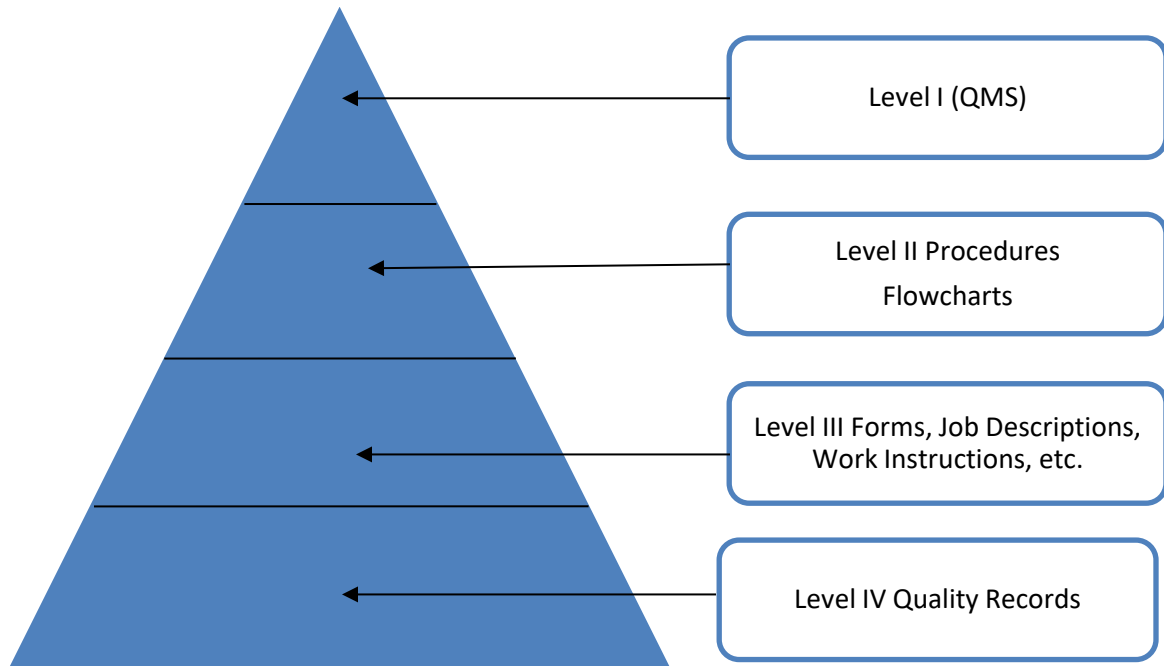 Level I (QMS)
Level II Procedures
Flowcharts
Level III Forms, Job Descriptions,
Work Instructions, etc.
Level IV Quality Records